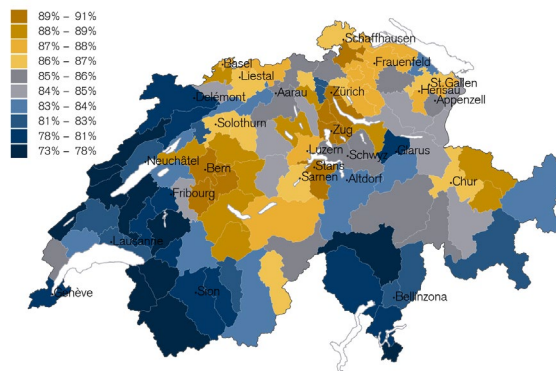 89% – 91%
88% – 89%
87% – 88%
86% – 87%
85% – 86%
84% – 85%
83% – 84%
81% – 83%
78% – 81%
73% – 78%
Schaffhausen
Basel
Frauenfeld
Liestal
St.Gallen
Delémont
Aarau
Zürich
Herisau
Appenzell
Solothurn
Zug
Neuchâtel
Luzern
Schwyz
Glarus
Bern
Stans
Sarnen
Altdorf
Chur
Fribourg
Lausanne
Genève
Sion
Bellinzona